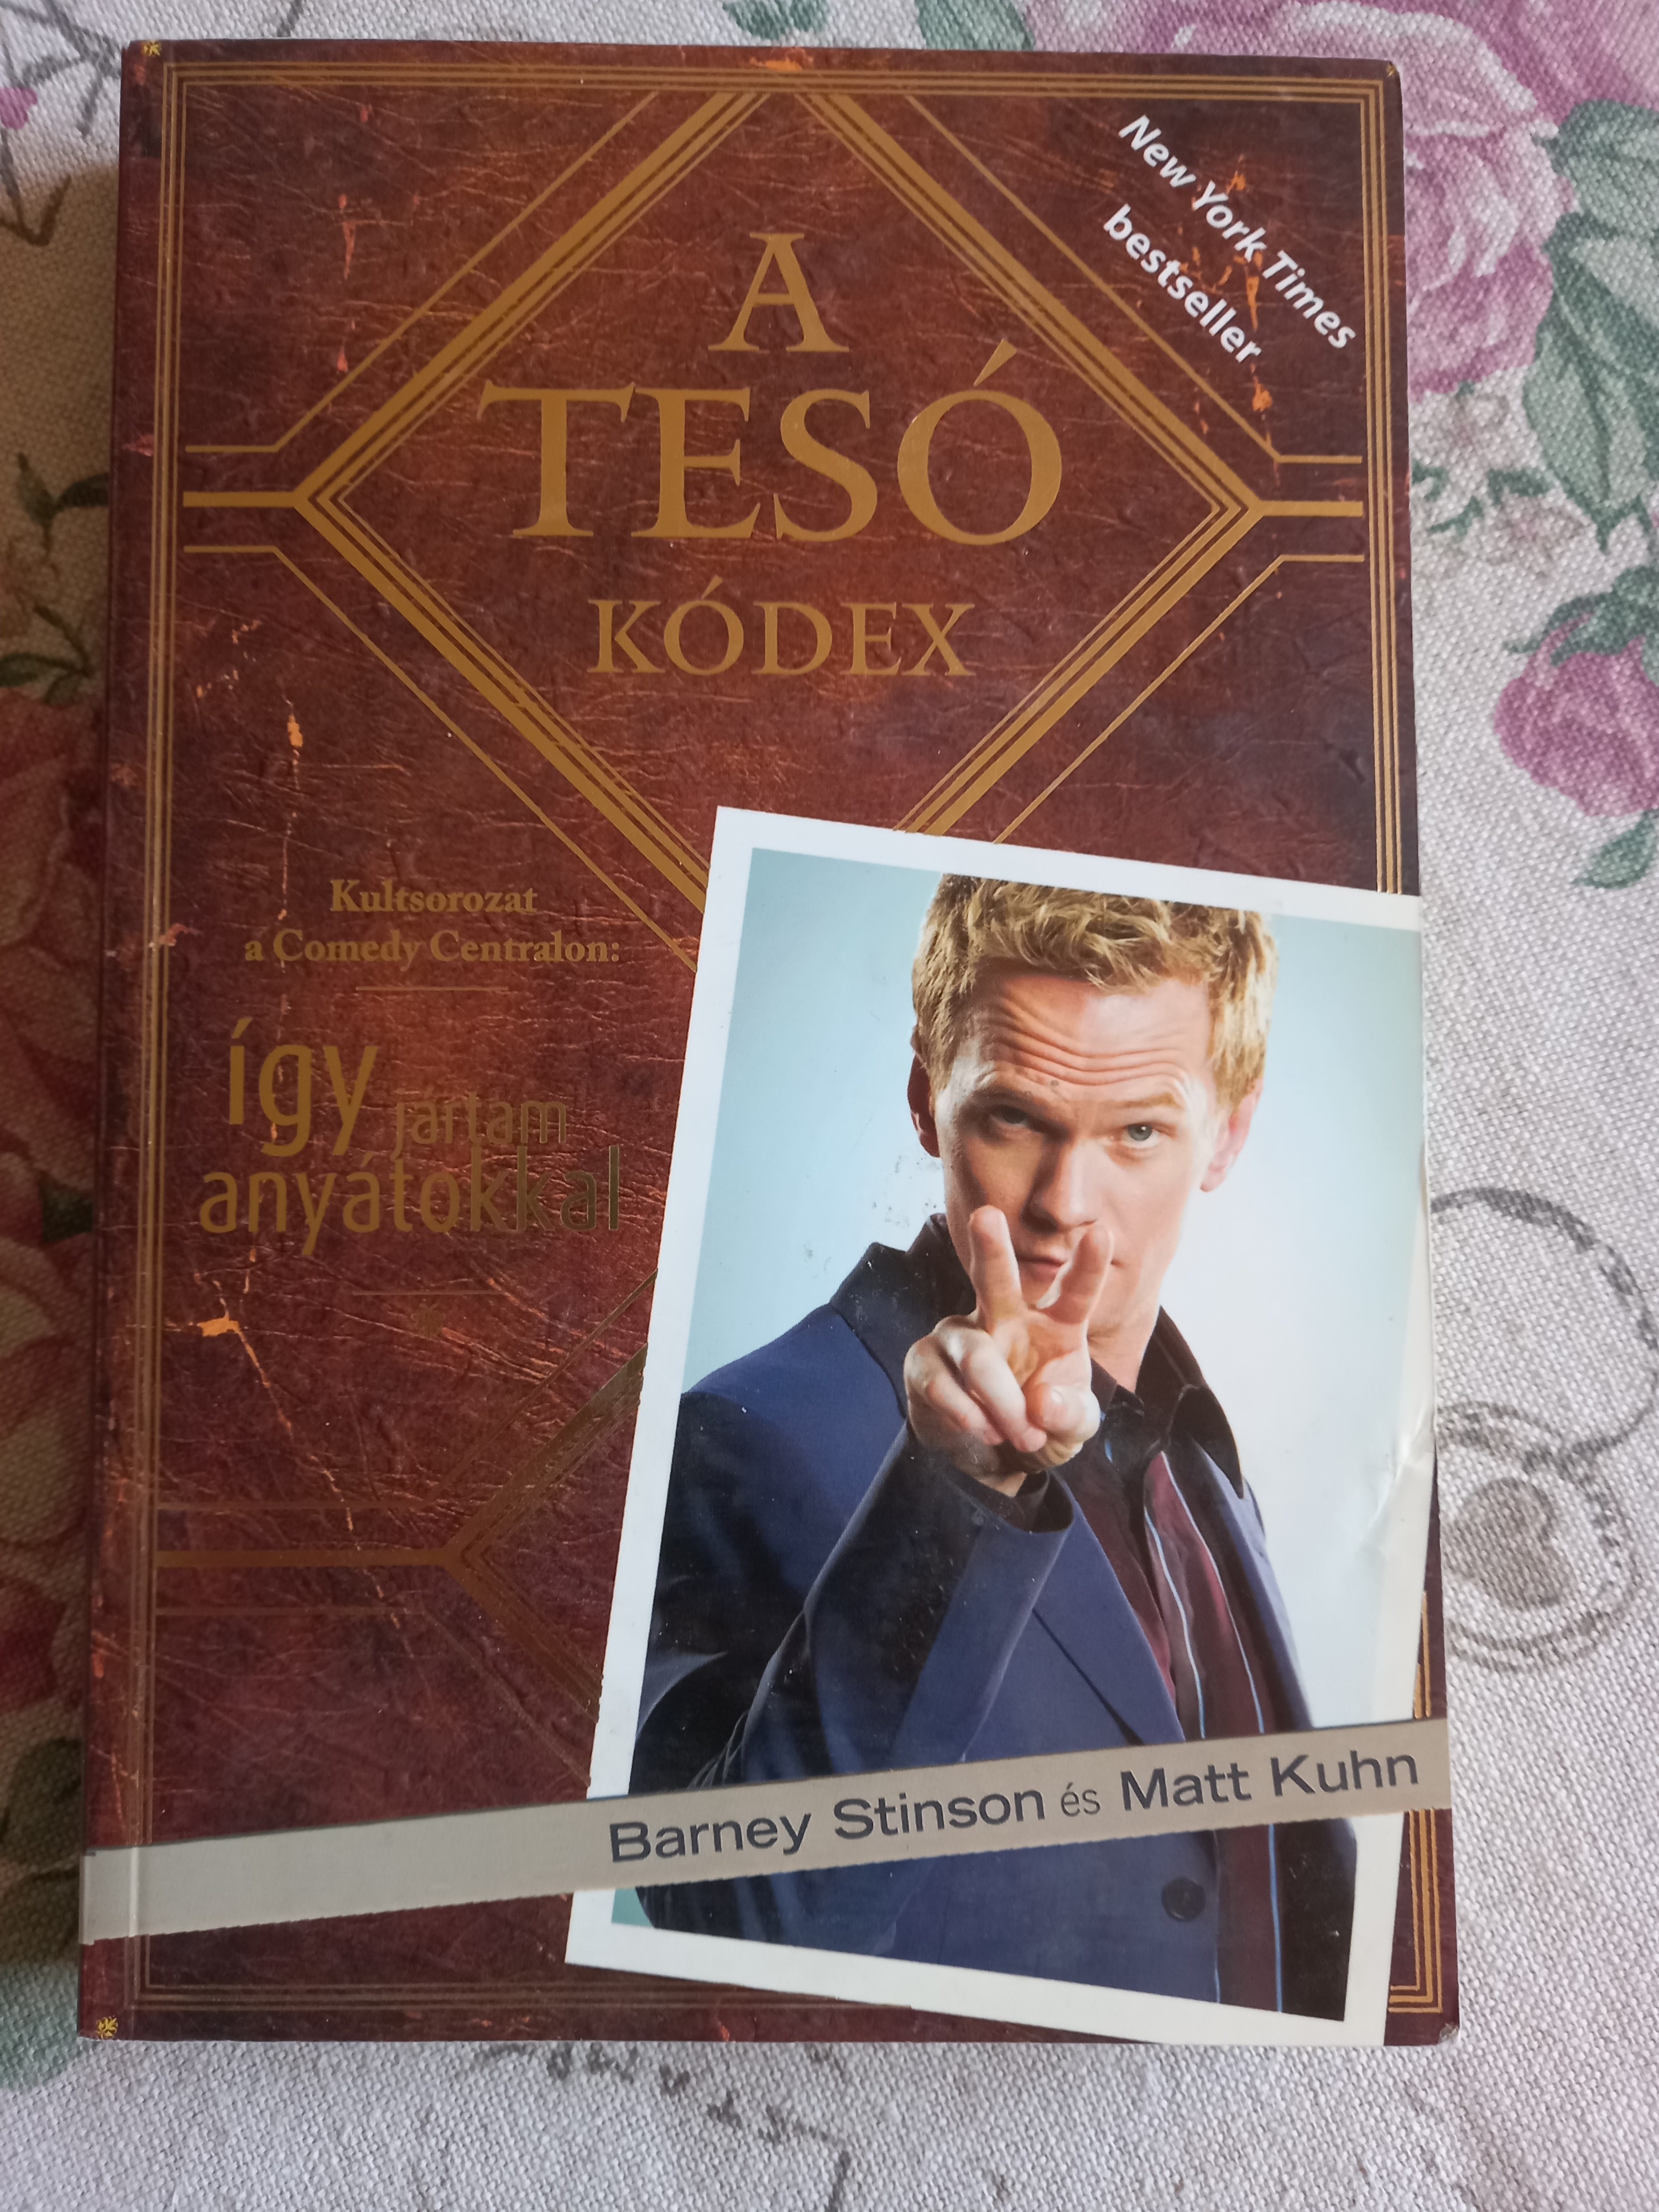 New York Times
bestseller
A
TESÓ
KÓDEX
Kultsorozat
a Comedy Centralon:
így jártam
anyátokkal
Barney Stinson és Matt Kuhn